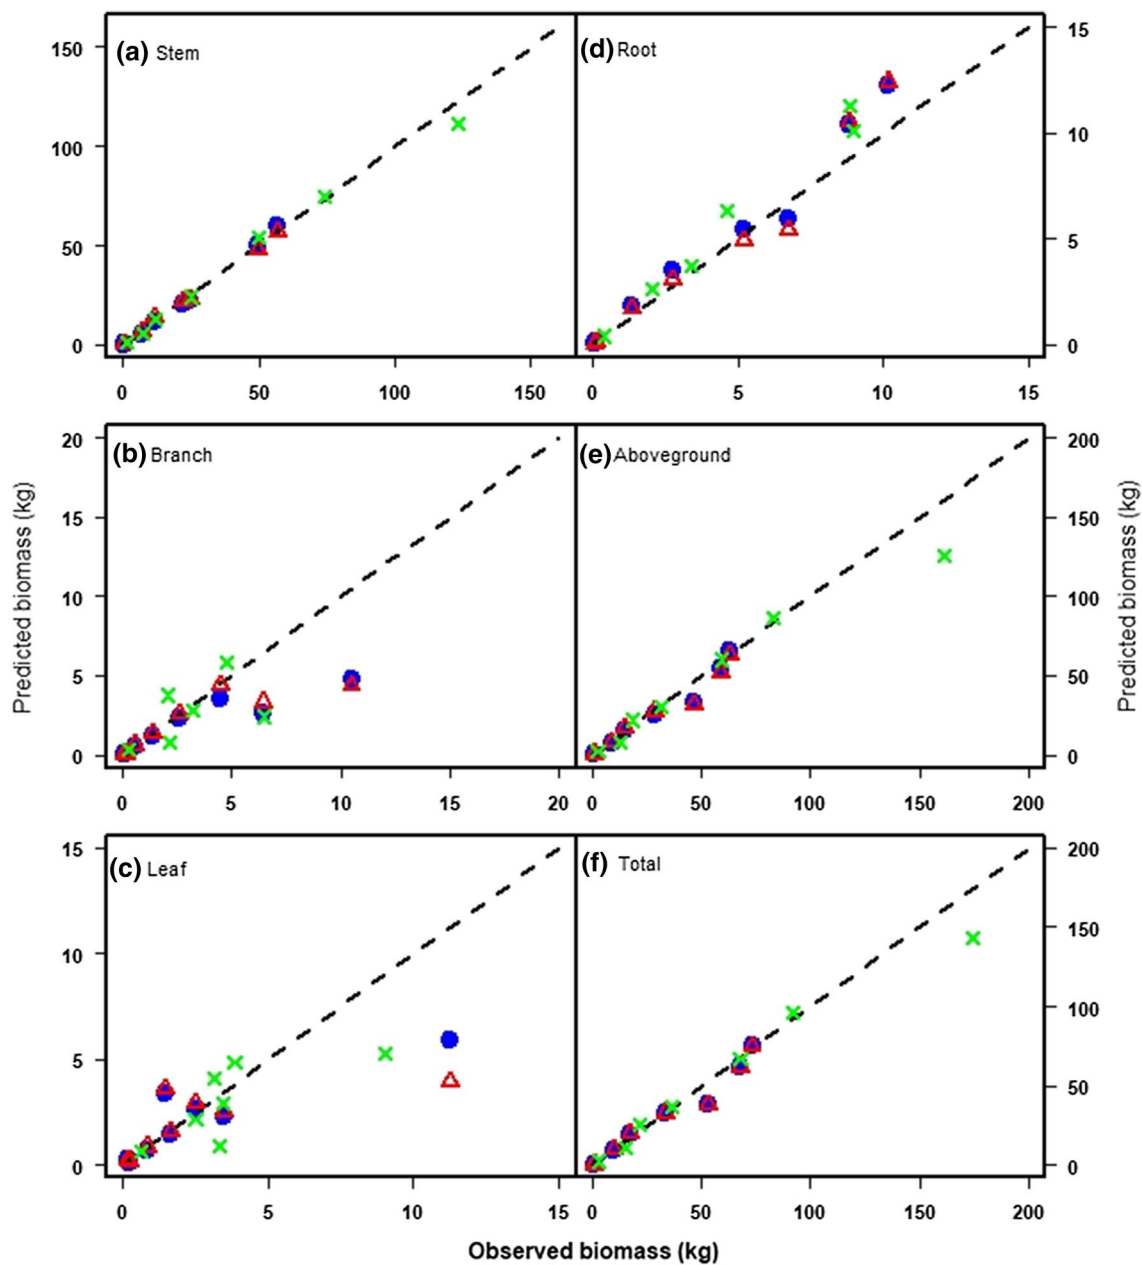 (a) Stem
150
100
50
0
0 50 100 150
(d) Root
15
10
5
0
0 5 10 15
(b) Branch
20
15
10
5
0
0 5 10 15 20
(e) Aboveground
200
150
100
50
0
0 50 100 150 200
Predicted biomass (kg)
Predicted biomass (kg)
(c) Leaf
15
10
5
0
0 5 10 15
(f) Total
200
150
100
50
0
0 50 100 150 200
Observed biomass (kg)